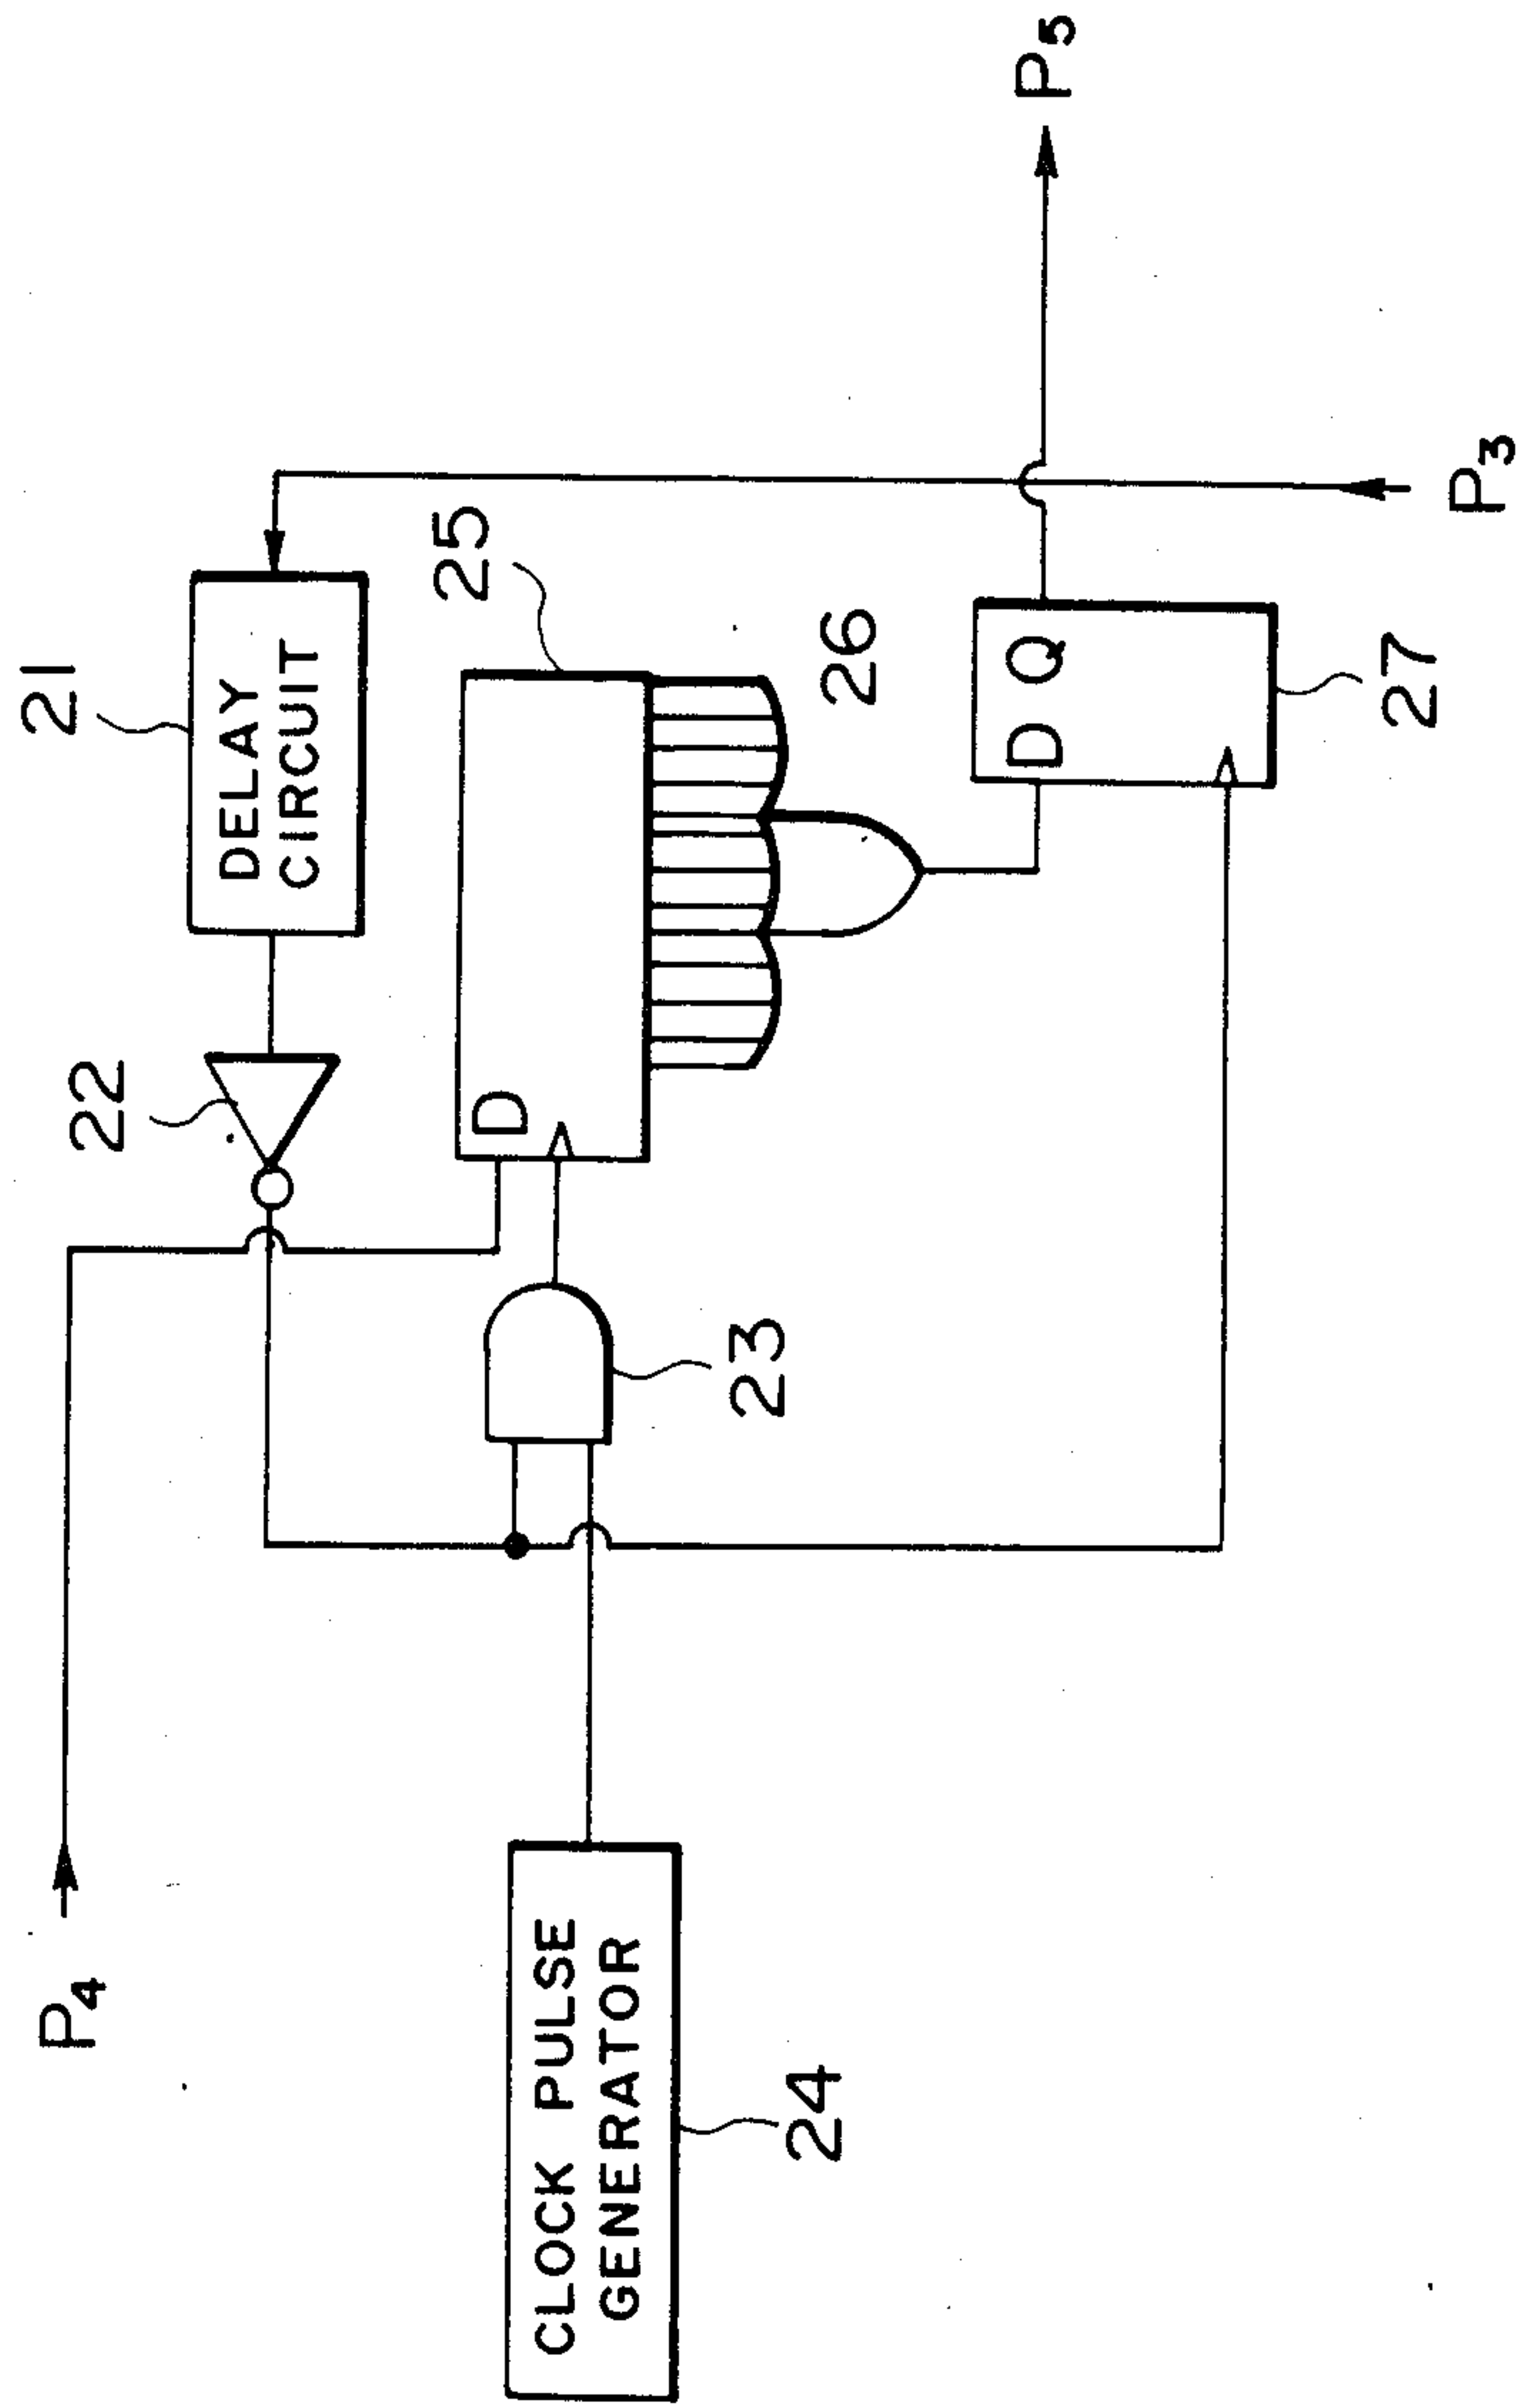 P4
21
DELAY
CIRCUIT
22
25
D
CLOCK PULSE
GENERATOR
24
23
26
D Q
27
P5
P3